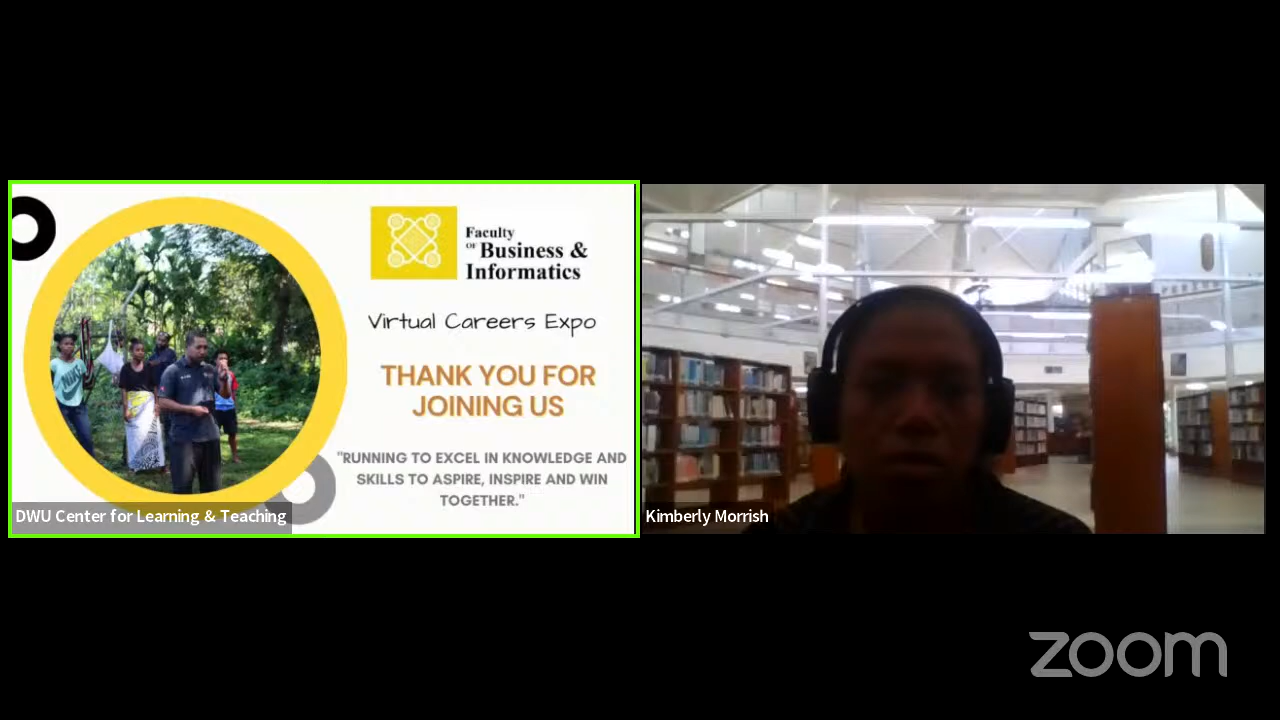 Faculty
OF Business &
Informatics
Virtual Careers Expo
THANK YOU FOR
JOINING US
"RUNNING TO EXCEL IN KNOWLEDGE AND
SKILLS TO ASPIRE, INSPIRE AND WIN
TOGETHER."
DWU Center for Learning & Teaching
Kimberly Morrish
zoom